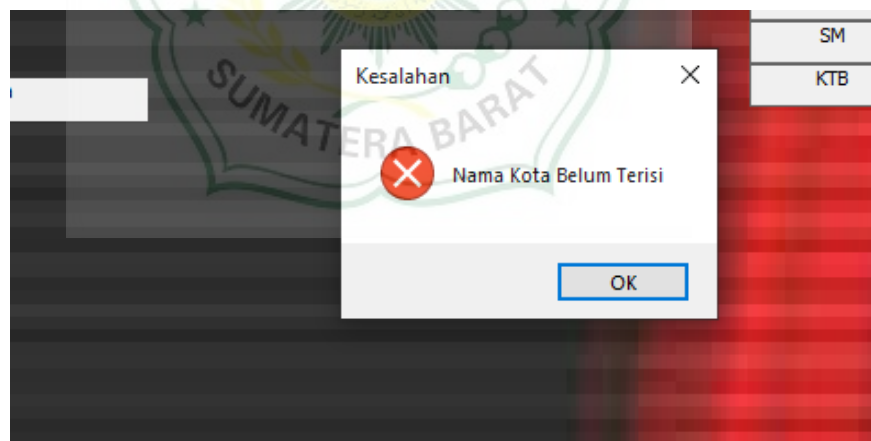 SM
Kesalahan
KTB
SUMATERA BARAT
Nama Kota Belum Terisi
OK